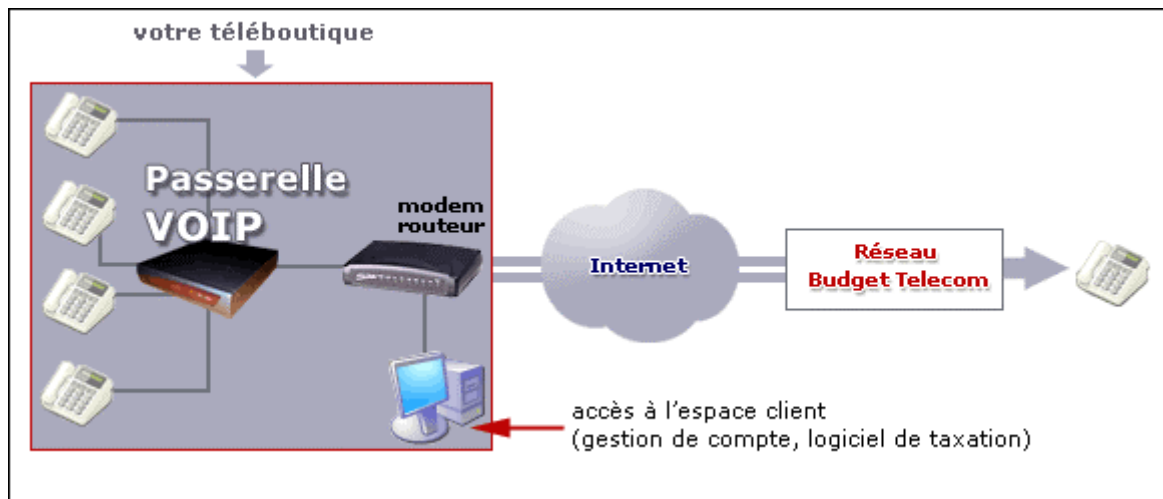 votre téléboutique
Passerelle
VOIP
modem
routeur
Internet
Réseau
Budget Telecom
accès à l'espace client
(gestion de compte, logiciel de taxation)